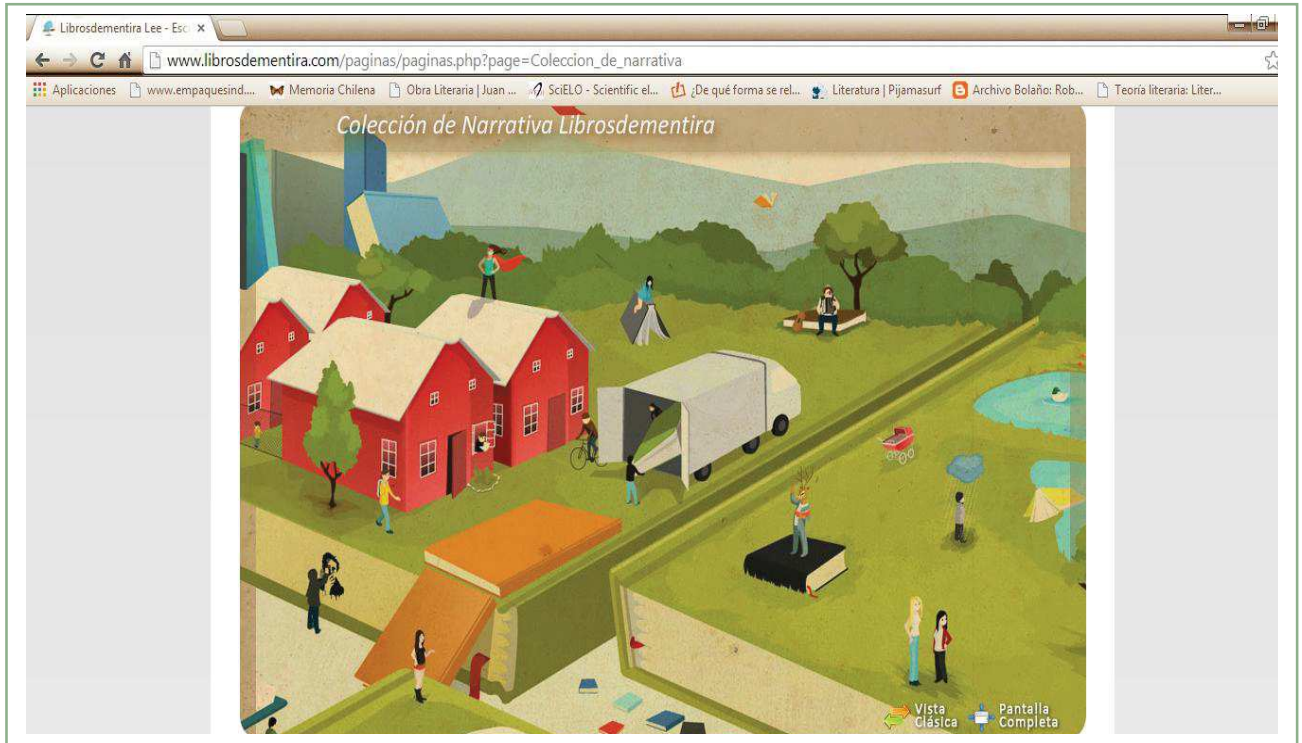 Librosdementira Lee - Esc
www.librosdementira.com/paginas/paginas.php?page=Coleccion_de_narrativa
Aplicaciones www.empaquesind.... Memoria Chilena Obra Literaria | Juan ... SciELO - Scientific el... ¿De qué forma se rel... Literatura | Pijamasurf Archivo Bolaño: Rob... Teoría literaria: Liter...
Colección de Narrativa Librosdementira
Vista Clásica
Pantalla Completa